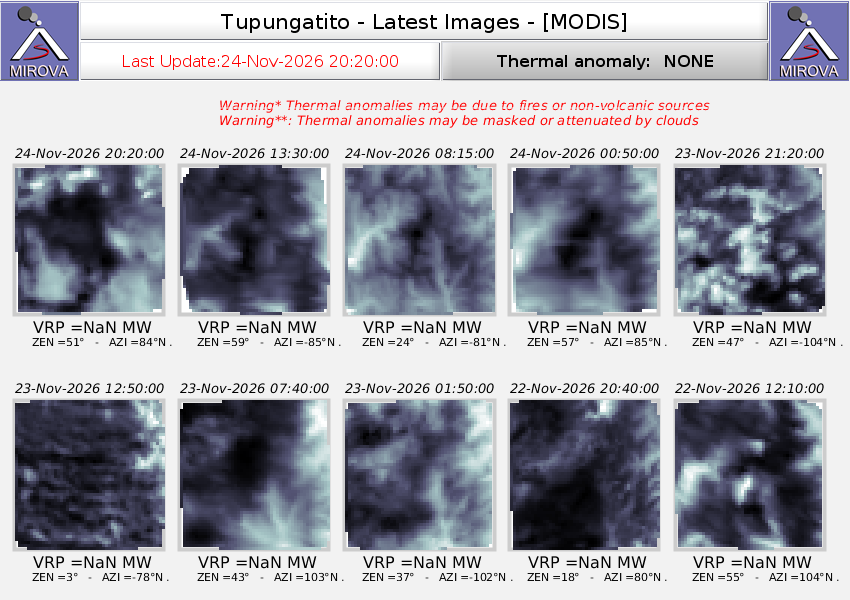 MIROVA
Tupungatito - Latest Images - [MODIS]
MIROVA
Last Update:24-Nov-2026 20:20:00
Thermal anomaly: NONE
Warning* Thermal anomalies may be due to fires or non-volcanic sources
Warning**: Thermal anomalies may be masked or attenuated by clouds
24-Nov-2026 20:20:00 24-Nov-2026 13:30:00 24-Nov-2026 08:15:00 24-Nov-2026 00:50:00 23-Nov-2026 21:20:00
VRP =NaN MW VRP =NaN MW VRP =NaN MW VRP =NaN MW VRP =NaN MW
ZEN =51° - AZI =84°N . ZEN =59° - AZI =-85°N . ZEN =24° - AZI =-81°N . ZEN =57° - AZI =85°N . ZEN =47° - AZI =-104°N .
23-Nov-2026 12:50:00 23-Nov-2026 07:40:00 23-Nov-2026 01:50:00 22-Nov-2026 20:40:00 22-Nov-2026 12:10:00
VRP =NaN MW VRP =NaN MW VRP =NaN MW VRP =NaN MW VRP =NaN MW
ZEN =3° - AZI =-78°N . ZEN =43° - AZI =103°N . ZEN =37° - AZI =-102°N . ZEN =18° - AZI =80°N . ZEN =55° - AZI =104°N .